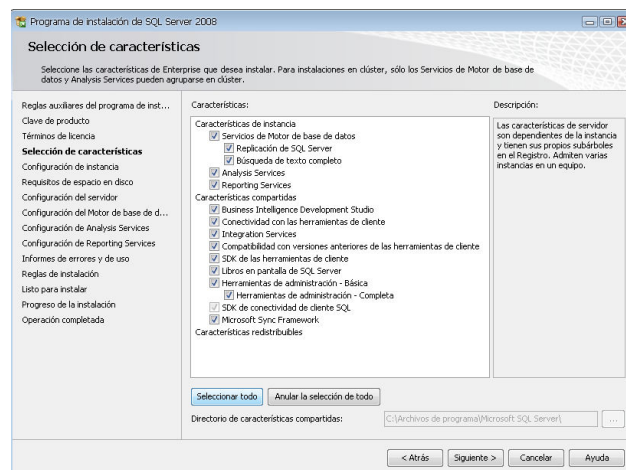 Programa de instalación de SQL Server 2008
Selección de características
Seleccione las características de Enterprise que desea instalar. Para instalaciones en clúster, sólo los Servicios de Motor de base de
datos y Analysis Services pueden agruparse en clúster.
Reglas auxiliares del programa de inst...
Clave de producto
Términos de licencia
Selección de características
Configuración de instancia
Requisitos de espacio en disco
Configuración del servidor
Configuración del Motor de base de d...
Configuración de Analysis Services
Configuración de Reporting Services
Informes de errores y de uso
Reglas de instalación
Listo para instalar
Progreso de la instalación
Operación completada
Características:
Características de instancia
Servicios de Motor de base de datos
Replicación de SQL Server
Búsqueda de texto completo
Analysis Services
Reporting Services
Características compartidas
Business Intelligence Development Studio
Conectividad con las herramientas de cliente
Integration Services
Compatibilidad con versiones anteriores de las herramientas de cliente
SDK de las herramientas de cliente
Libros en pantalla de SQL Server
Herramientas de administración - Básica
Herramientas de administración - Completa
SDK de conectividad de cliente SQL
Microsoft Sync Framework
Características redistribuibles
Descripción:
Las características de servidor
son dependientes de la instancia
y tienen sus propios subárboles
en el Registro. Admiten varias
instancias en un equipo.
Seleccionar todo
Anular la selección de todo
Directorio de características compartidas:
C:\Archivos de programa\Microsoft SQL Server\
...
< Atrás
Siguiente >
Cancelar
Ayuda